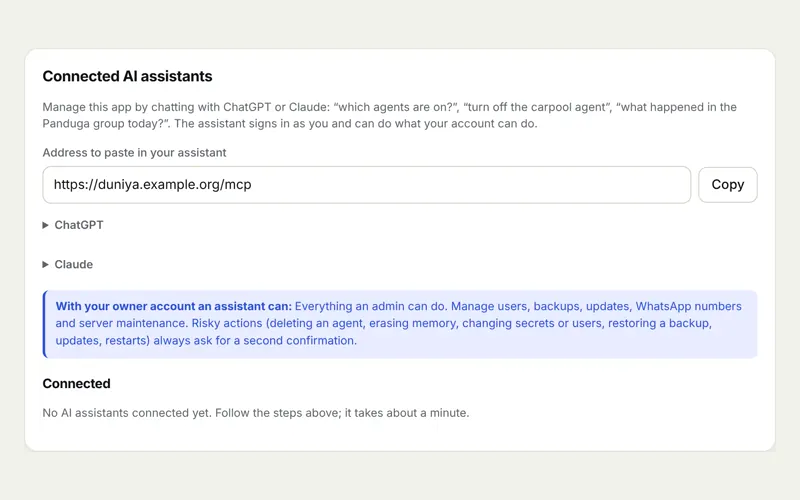 Connected AI assistants
Manage this app by chatting with ChatGPT or Claude: “which agents are on?”, “turn off the carpool agent”, “what happened in the
Panduga group today?”. The assistant signs in as you and can do what your account can do.
Address to paste in your assistant
https://duniya.example.org/mcp
Copy
ChatGPT
Claude
With your owner account an assistant can: Everything an admin can do. Manage users, backups, updates, WhatsApp numbers
and server maintenance. Risky actions (deleting an agent, erasing memory, changing secrets or users, restoring a backup,
updates, restarts) always ask for a second confirmation.
Connected
No AI assistants connected yet. Follow the steps above; it takes about a minute.